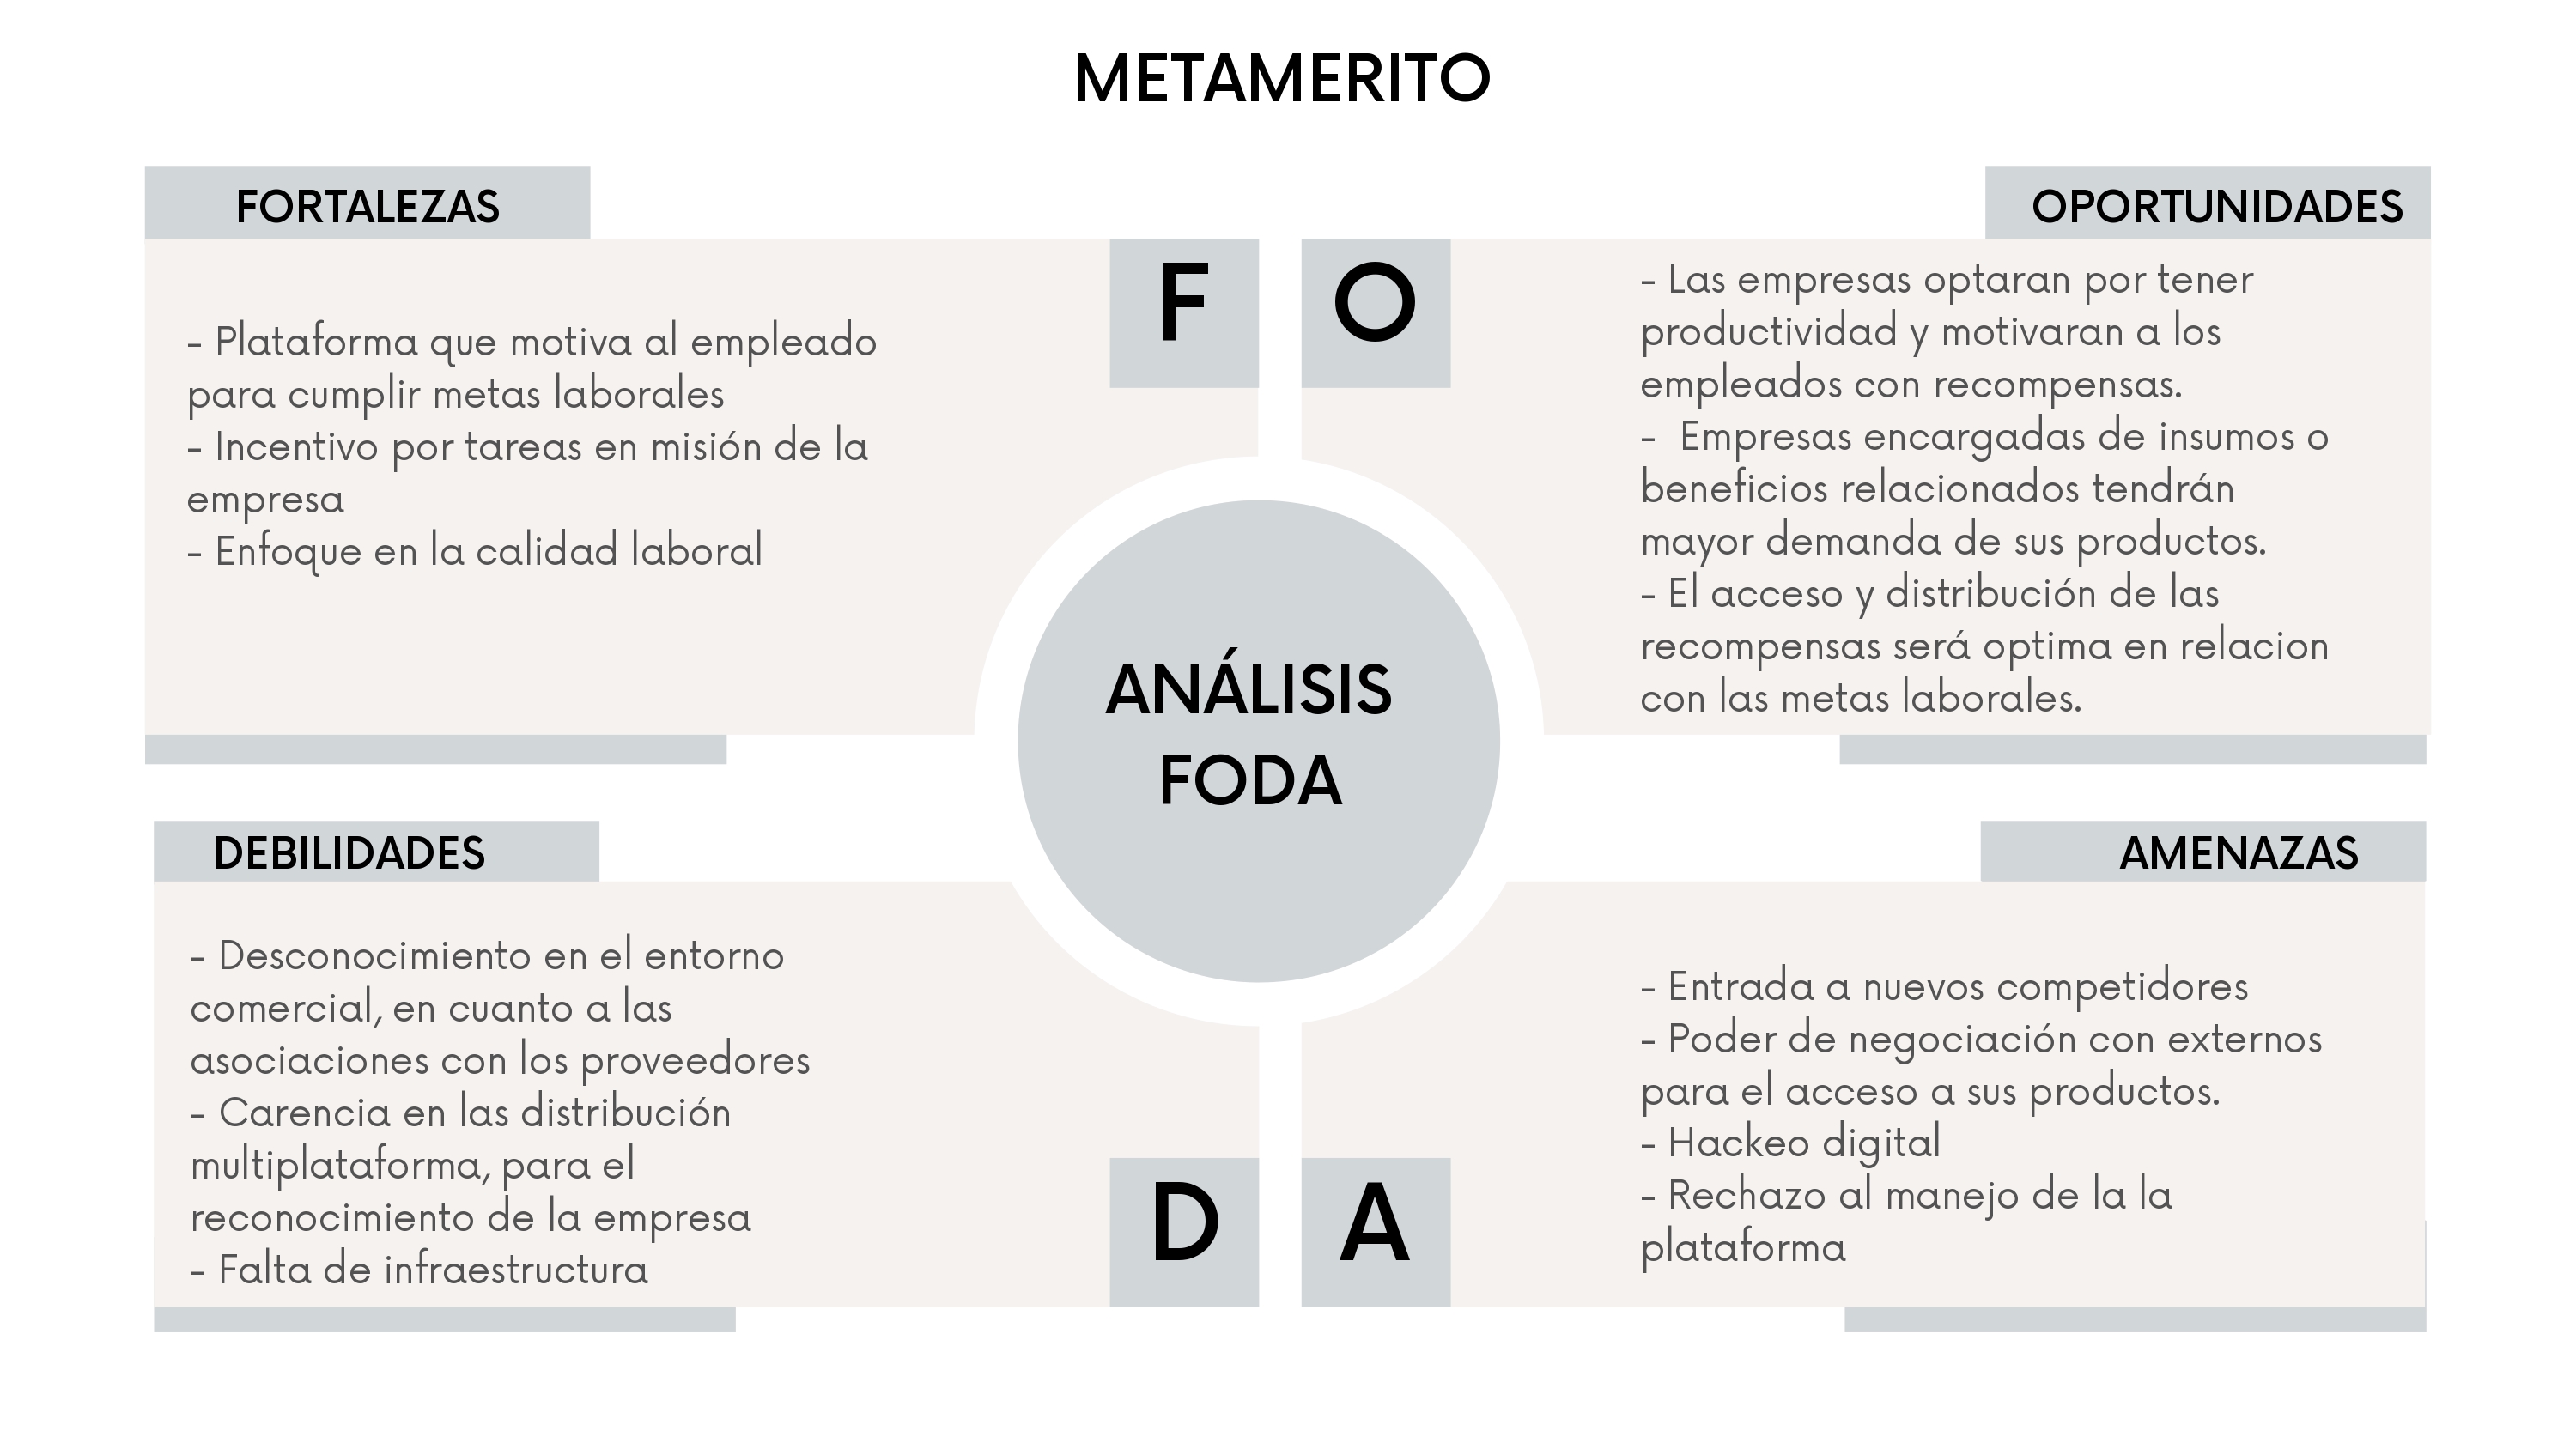 METAMERITO
FORTALEZAS
- Plataforma que motiva al empleado
para cumplir metas laborales
- Incentivo por tareas en misión de la
empresa
- Enfoque en la calidad laboral
F
O
OPORTUNIDADES
- Las empresas optaran por tener
productividad y motivaran a los
empleados con recompensas.
-  Empresas encargadas de insumos o
beneficios relacionados tendrán
mayor demanda de sus productos.
- El acceso y distribución de las
recompensas será optima en relacion
con las metas laborales.
ANÁLISIS
FODA
DEBILIDADES
- Desconocimiento en el entorno
comercial, en cuanto a las
asociaciones con los proveedores
- Carencia en las distribución
multiplataforma, para el
reconocimiento de la empresa
- Falta de infraestructura
D
A
AMENAZAS
- Entrada a nuevos competidores
- Poder de negociación con externos
para el acceso a sus productos.
- Hackeo digital
- Rechazo al manejo de la la
plataforma